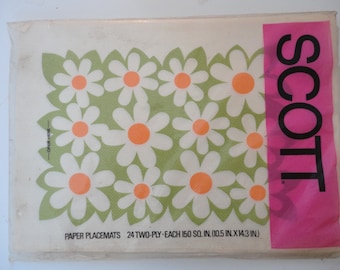 SCOTT
PAPER PLACEMATS 24 TWO-PLY · EACH 150 SQ. IN. (10.5 IN. X 14.3 IN.)